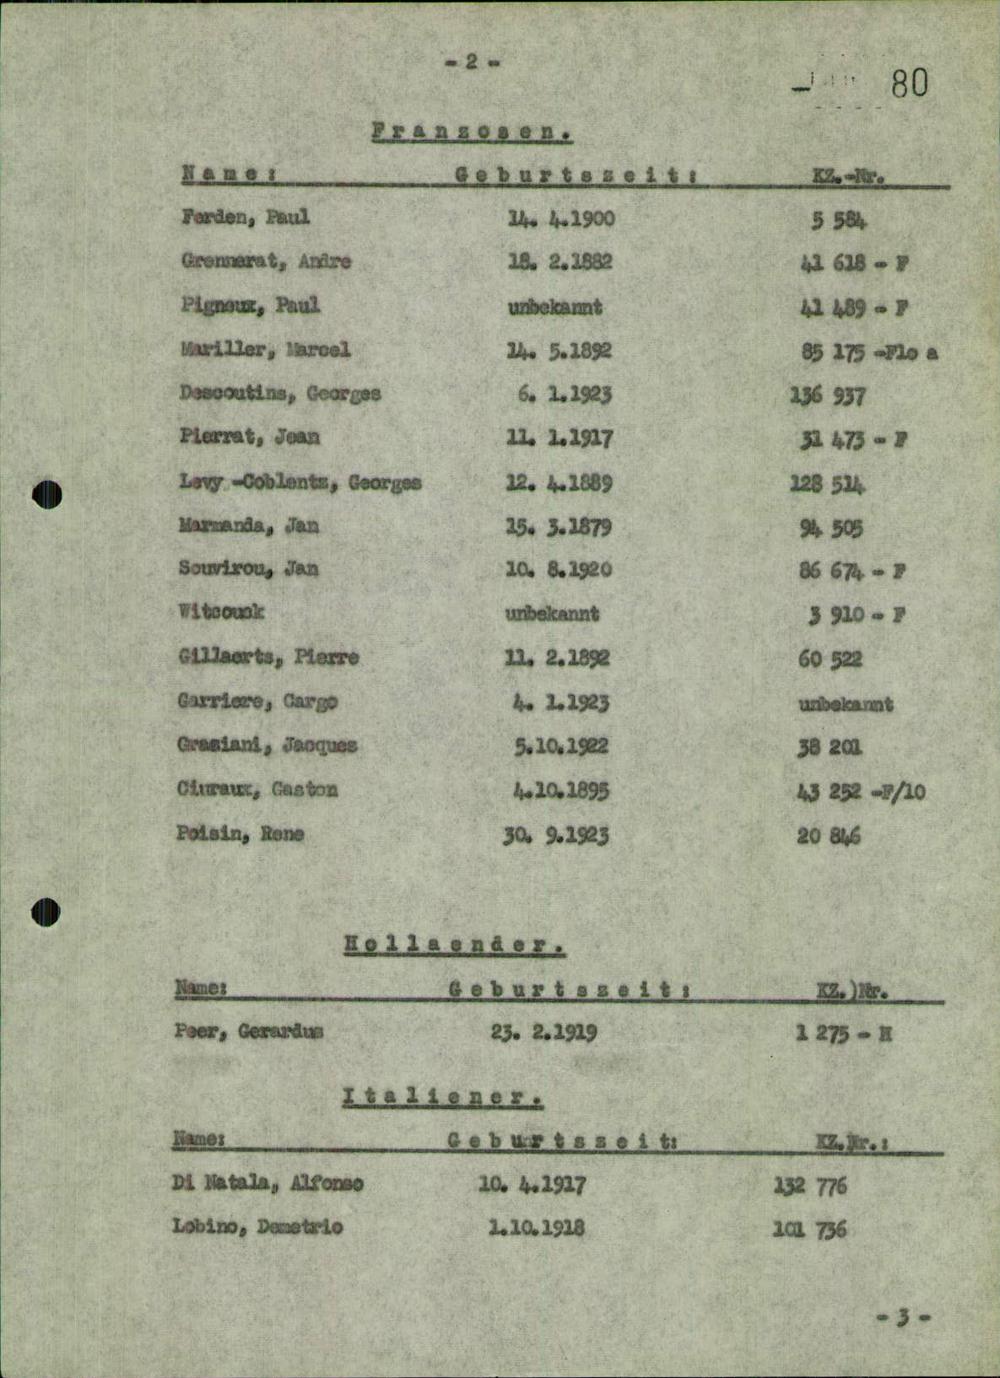 - 2 -
80
Franzosen.
Name: Geburtszeit: KZ.-Nr.
Ferden, Paul 14. 4.1900 5 584
Grennerat, Andre 18. 2.1882 41 618 - F
Pigneux, Paul unbekannt 41 489 - F
Mariller, Marcel 14. 5.1892 85 175 -Flo a
Descoutins, Georges 6. 1.1923 136 937
Pierrat, Jean 11. 1.1917 31 473 - F
Levy -Coblentz, Georges 12. 4.1889 128 514
Marmanda, Jan 15. 3.1879 94 505
Souvirou, Jan 10. 8.1920 86 674 - F
Witcouck unbekannt 3 910 - F
Gillaerts, Pierre 11. 2.1892 60 522
Garriere, Cargo 4. 1.1923 unbekannt
Grasiani, Jacques 5.10.1922 38 201
Ciuraux, Gaston 4.10.1895 43 252 -F/10
Poisin, Rene 30. 9.1923 20 846
Hollaender.
Name: Geburtszeit: KZ.)Nr.
Peer, Gerardus 23. 2.1919 1 275 - H
Italiener.
Name: Geburtszeit: KZ.Nr.:
Di Natala, Alfonso 10. 4.1917 132 776
Lobino, Demetrio 1.10.1918 101 736
- 3 -